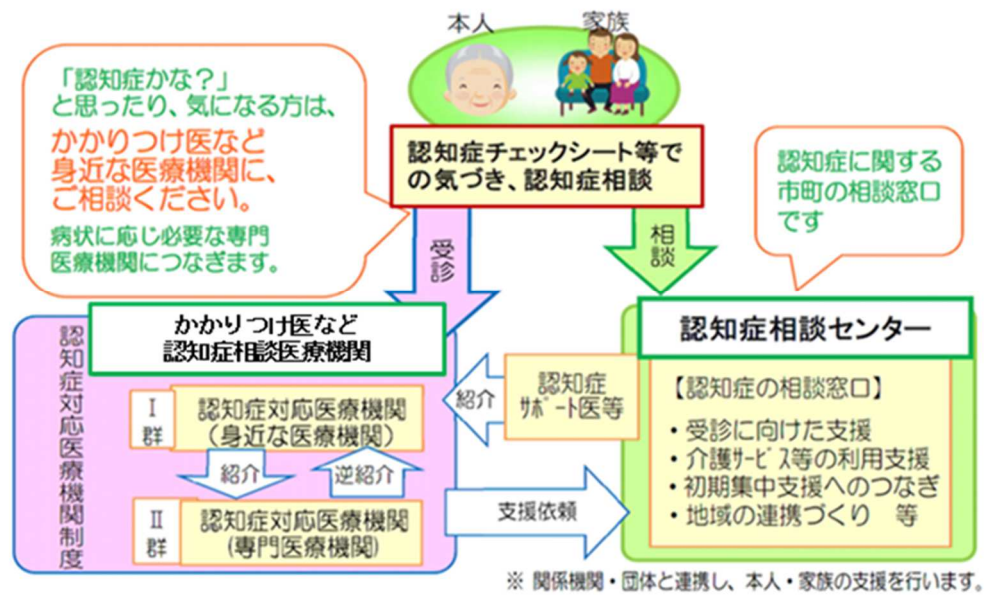 本人
家族
「認知症かな？」
と思ったり、気になる方は、
かかりつけ医など
身近な医療機関に、
ご相談ください。
病状に応じ必要な専門
医療機関につなぎます。
認知症チェックシート等で
の気づき、認知症相談
認知症に関する
市町の相談窓口
です
受診
相談
認知症対応医療機関制度
かかりつけ医など
認知症相談医療機関
Ⅰ
群
認知症対応医療機関
（身近な医療機関）
紹介
逆紹介
Ⅱ
群
認知症対応医療機関
(専門医療機関)
紹介
認知症
ｻﾎﾟｰﾄ医等
支援依頼
認知症相談センター
【認知症の相談窓口】
・受診に向けた支援
・介護ｻｰﾋﾞｽ等の利用支援
・初期集中支援へのつなぎ
・地域の連携づくり　等
※ 関係機関・団体と連携し、本人・家族の支援を行います。